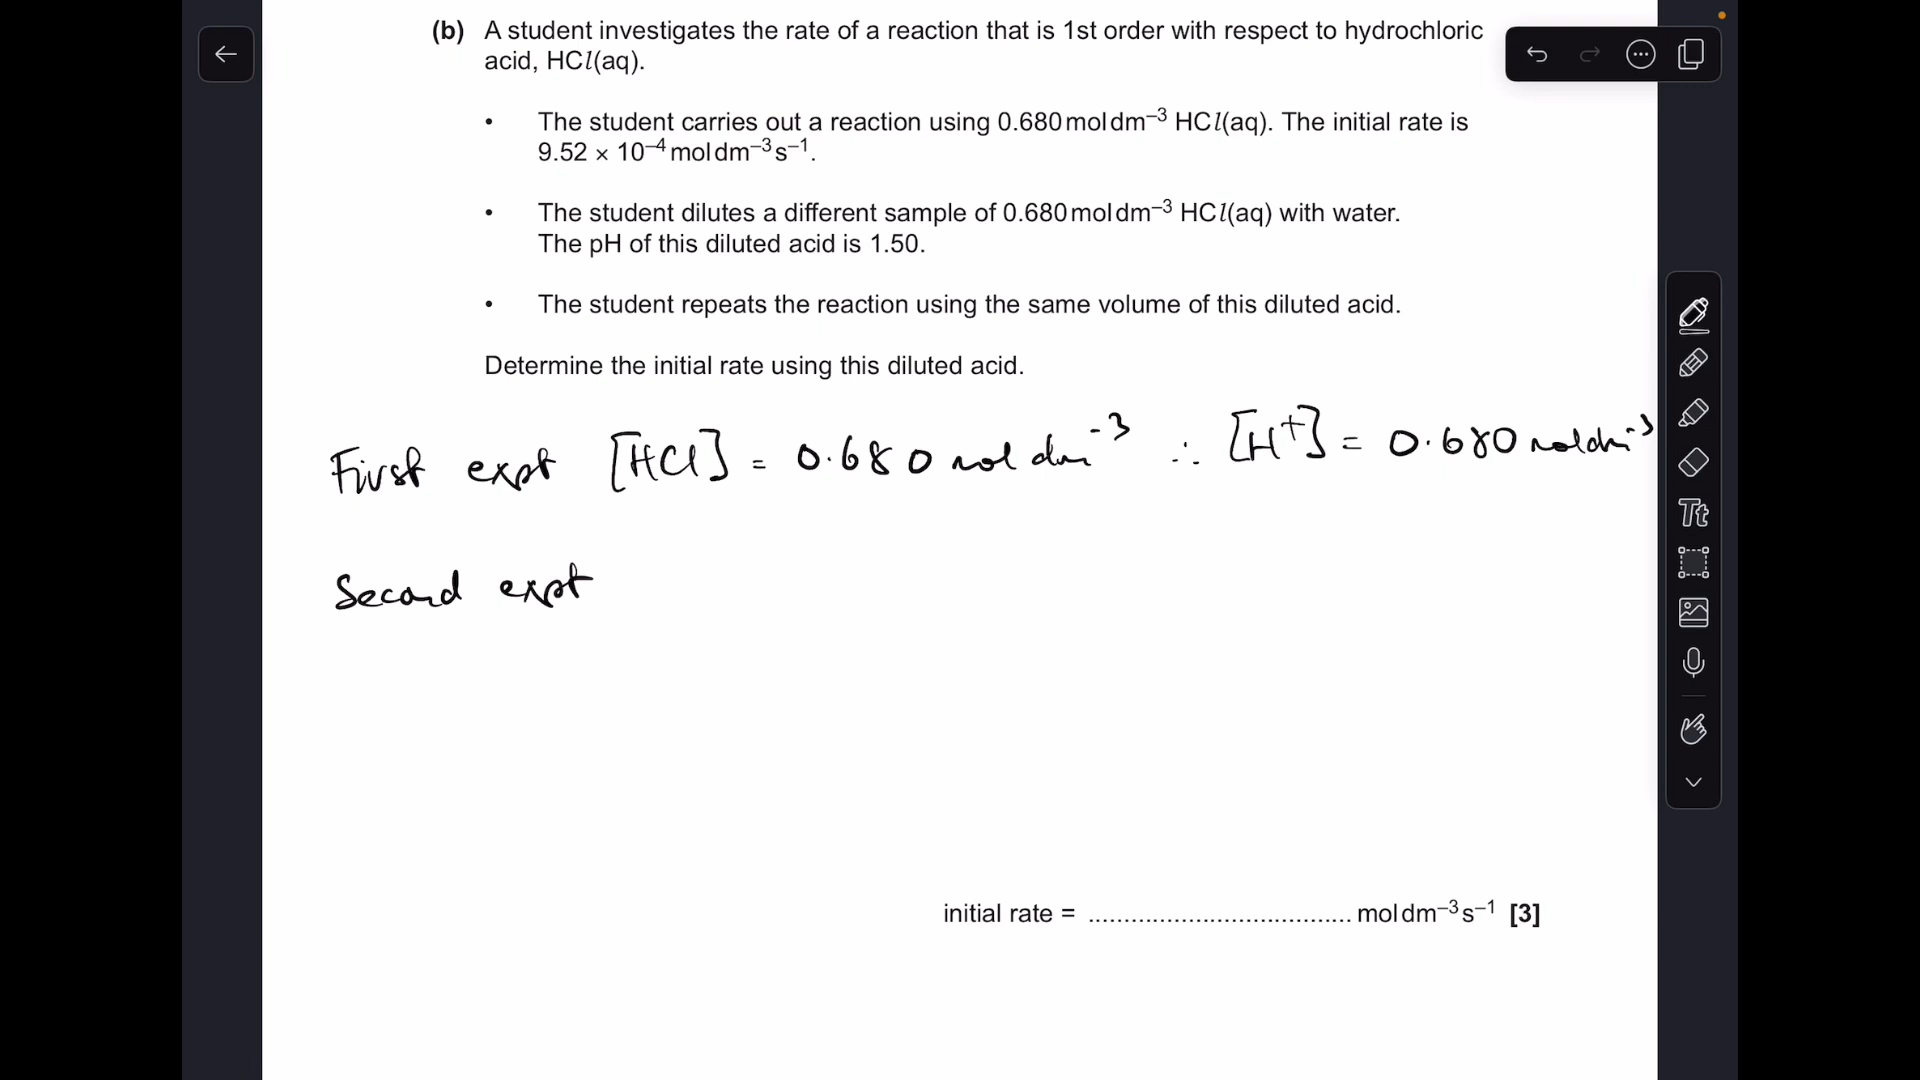 (b) A student investigates the rate of a reaction that is 1st order with respect to hydrochloric
acid, HCl(aq).
• The student carries out a reaction using 0.680 mol dm⁻³ HCl(aq). The initial rate is
9.52 × 10⁻⁴ mol dm⁻³ s⁻¹.
• The student dilutes a different sample of 0.680 mol dm⁻³ HCl(aq) with water.
The pH of this diluted acid is 1.50.
• The student repeats the reaction using the same volume of this diluted acid.
Determine the initial rate using this diluted acid.
First expt [HCl] = 0.680 mol dm⁻³ ∴ [H⁺] = 0.680 mol dm⁻³
Second expt
initial rate = ..................................... mol dm⁻³ s⁻¹ [3]
Tt